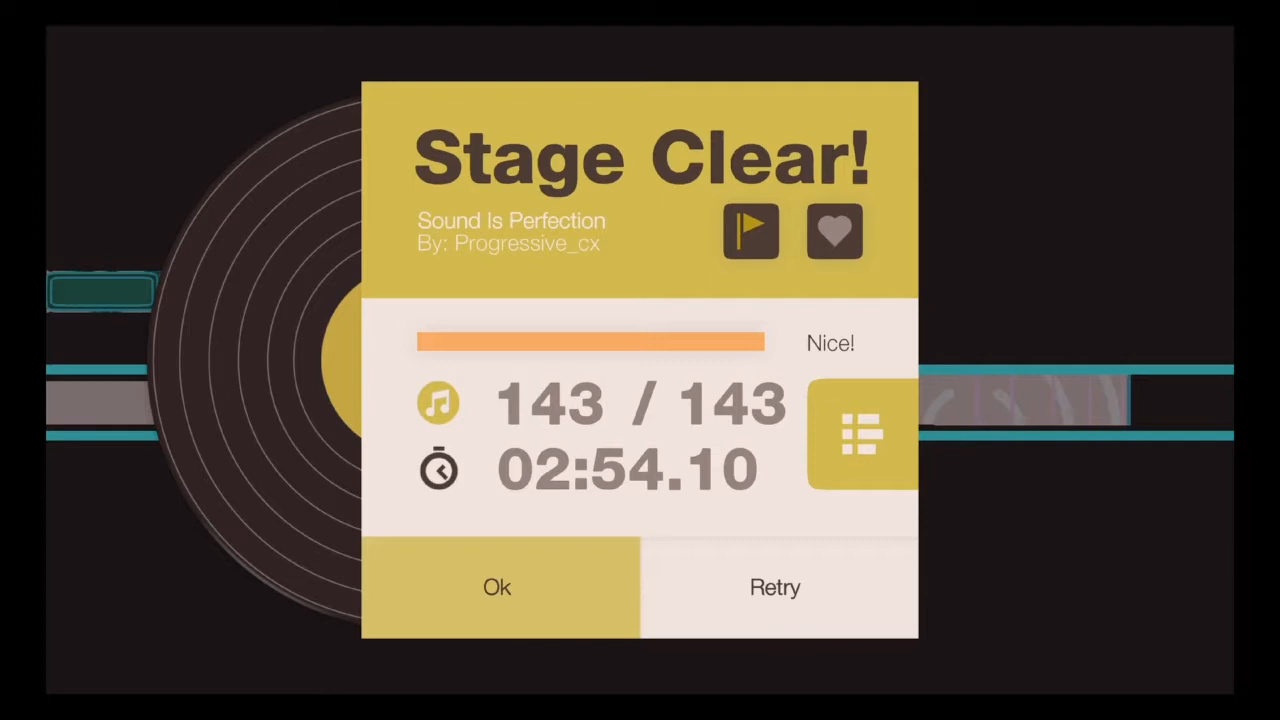 Stage Clear!
Sound Is Perfection
By: Progressive_cx
Nice!
143 / 143
02:54.10
Ok
Retry